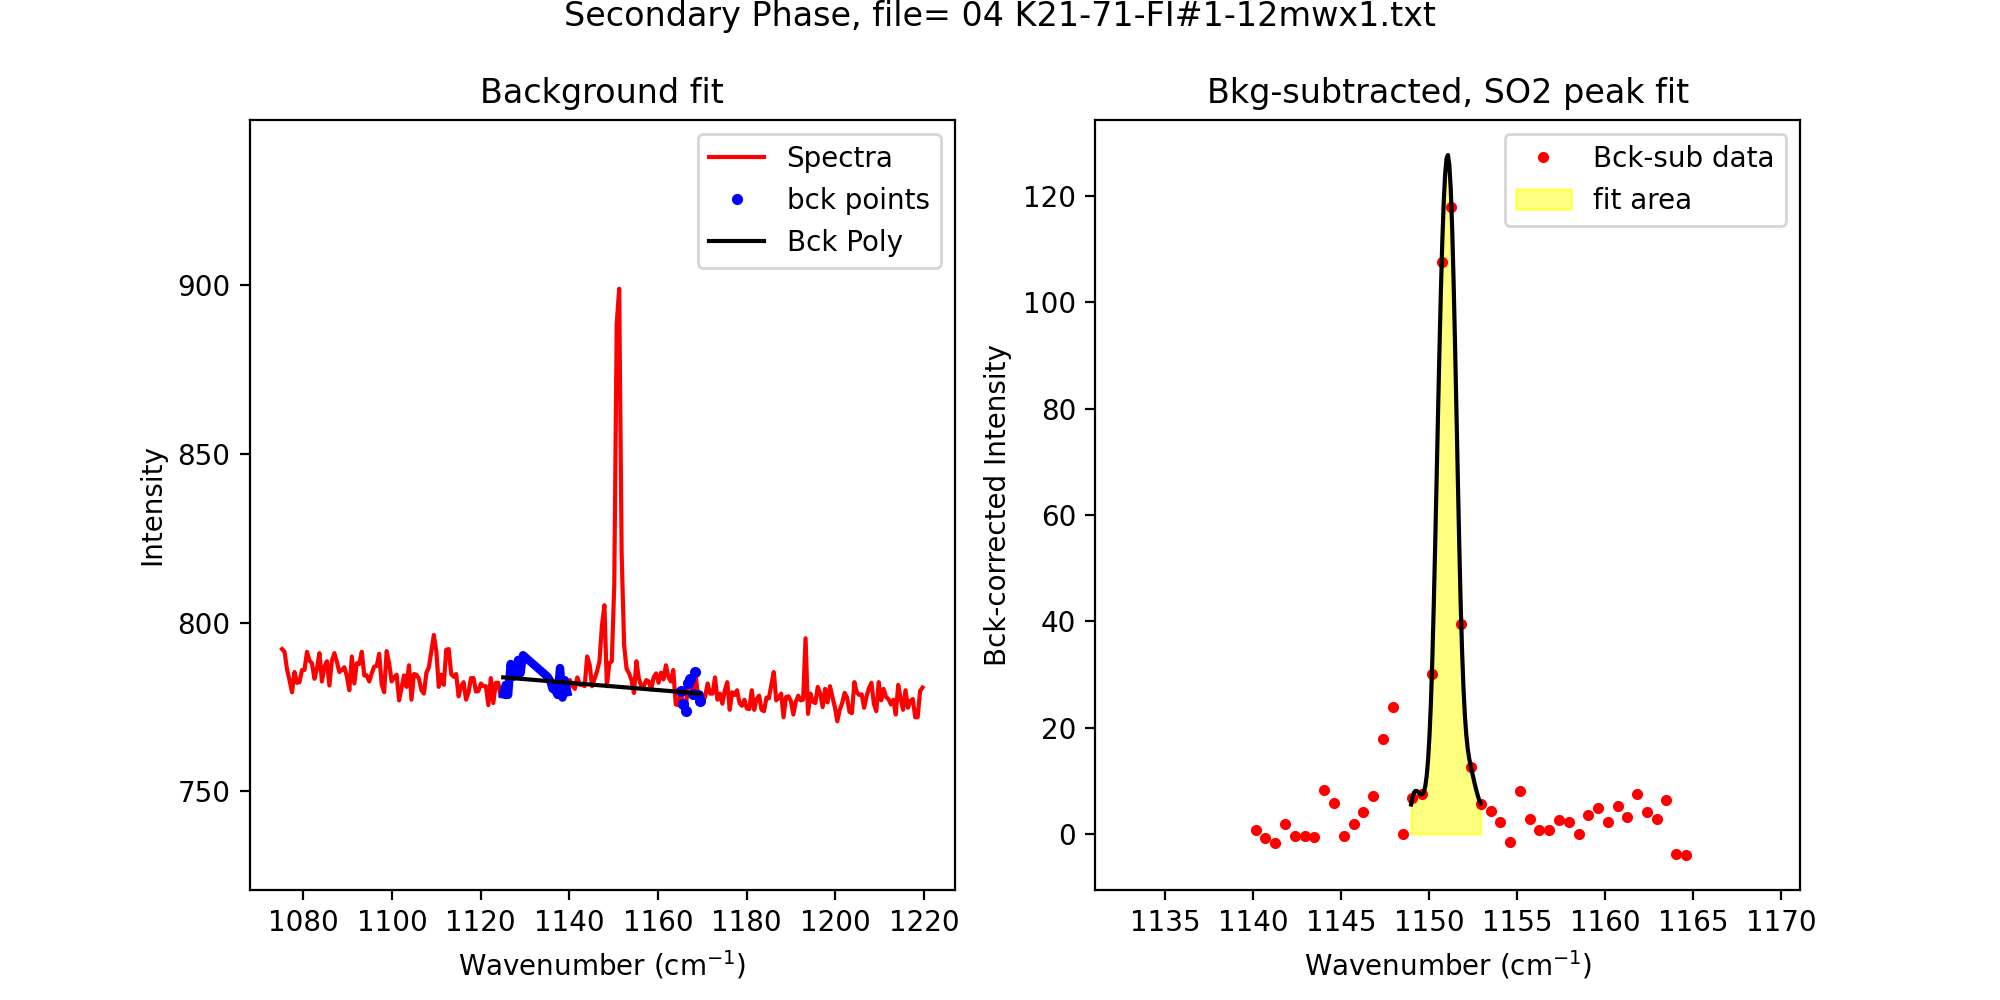 Secondary Phase, file= 04 K21-71-FI#1-12mwx1.txt
Background fit
Spectra
bck points
Bck Poly
900
850
800
750
Intensity
1080 1100 1120 1140 1160 1180 1200 1220
Wavenumber (cm⁻¹)
Bkg-subtracted, SO2 peak fit
Bck-sub data
fit area
120
100
80
60
40
20
0
Bck-corrected Intensity
1135 1140 1145 1150 1155 1160 1165 1170
Wavenumber (cm⁻¹)